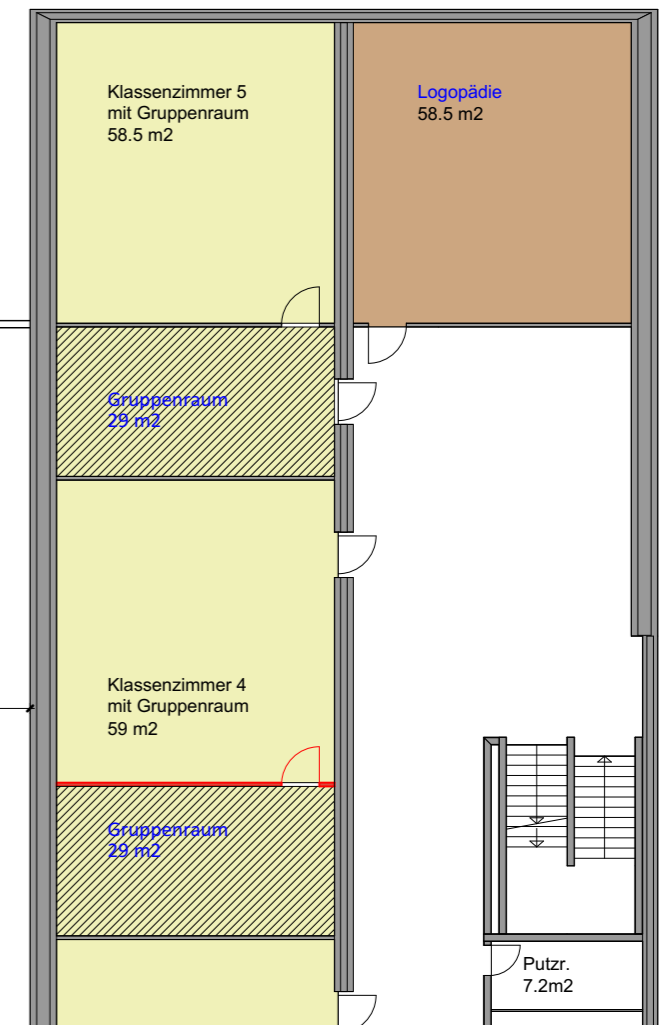 Klassenzimmer 5
mit Gruppenraum
58.5 m2
Logopädie
58.5 m2
Gruppenraum
29 m2
Klassenzimmer 4
mit Gruppenraum
59 m2
Gruppenraum
29 m2
Putzr.
7.2m2